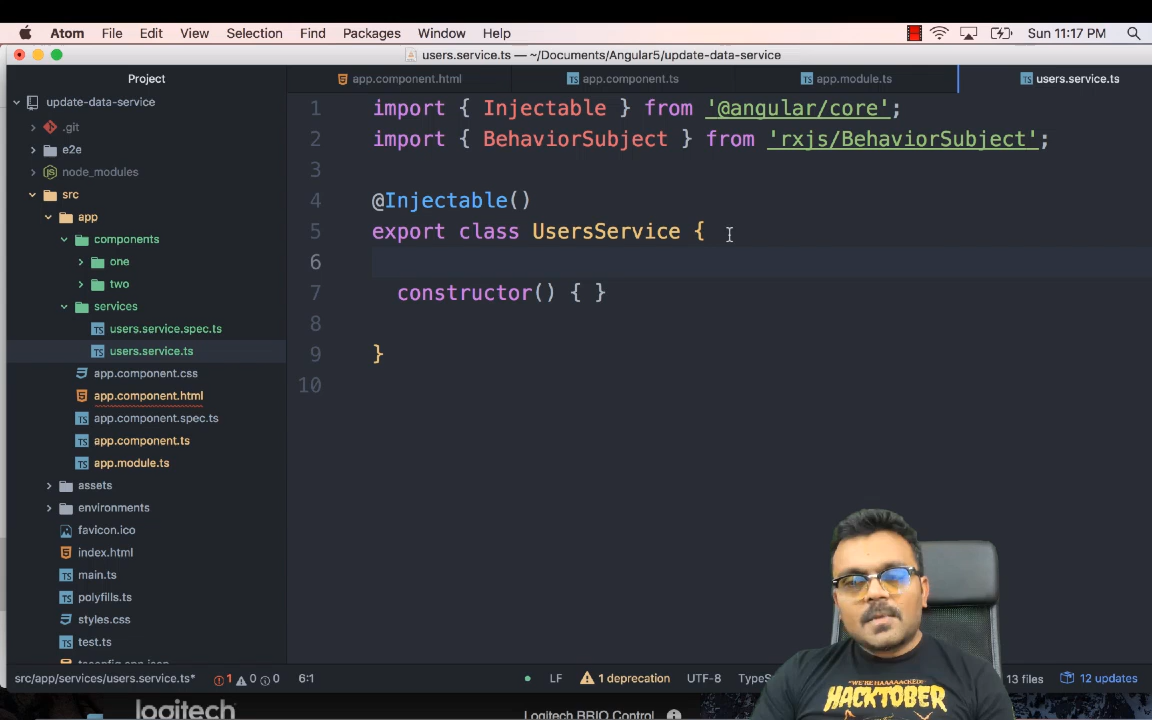 Atom File Edit View Selection Find Packages Window Help Sun 11:17 PM
users.service.ts — ~/Documents/Angular5/update-data-service
Project
app.component.html
app.component.ts
app.module.ts
users.service.ts
update-data-service
.git
e2e
node_modules
src
app
components
one
two
services
users.service.spec.ts
users.service.ts
app.component.css
app.component.html
app.component.spec.ts
app.component.ts
app.module.ts
assets
environments
favicon.ico
index.html
main.ts
polyfills.ts
styles.css
test.ts
1 import { Injectable } from '@angular/core';
2 import { BehaviorSubject } from 'rxjs/BehaviorSubject';
3
4 @Injectable()
5 export class UsersService {
6
7 constructor() { }
8
9 }
10
"WE'RE HAAAAACKED!"
HACKTOBER
src/app/services/users.service.ts* 1 0 0 6:1 LF 1 deprecation UTF-8 TypeS 13 files 12 updates
logitech
Logitech BRIO Control